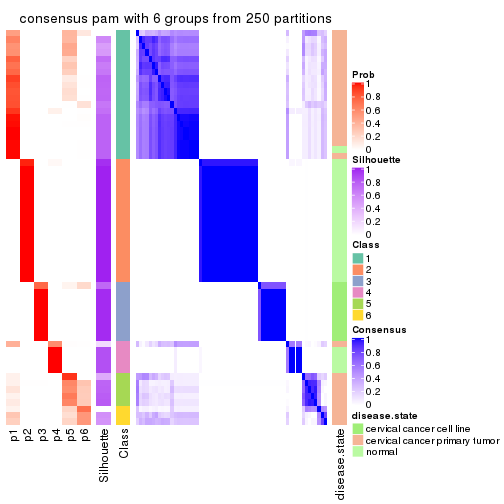 consensus pam with 6 groups from 250 partitions
Prob
1
0.8
0.6
0.4
0.2
0
Silhouette
1
0.8
0.6
0.4
0.2
0
Class
1
2
3
4
5
6
Consensus
1
0.8
0.6
0.4
0.2
0
disease.state
cervical cancer cell line
cervical cancer primary tumor
normal
p1
p2
p3
p4
p5
p6
Silhouette
Class
disease.state